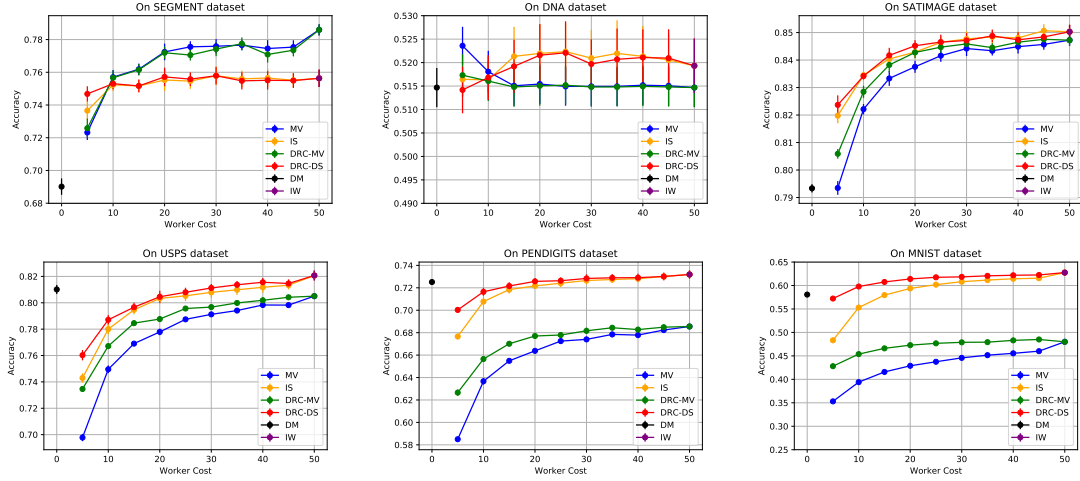 On SEGMENT dataset
Accuracy
0.78
0.76
0.74
0.72
0.70
0.68
0 10 20 30 40 50
Worker Cost
MV
IS
DRC-MV
DRC-DS
DM
IW
On DNA dataset
Accuracy
0.530
0.525
0.520
0.515
0.510
0.505
0.500
0.495
0.490
0 10 20 30 40 50
Worker Cost
MV
IS
DRC-MV
DRC-DS
DM
IW
On SATIMAGE dataset
Accuracy
0.85
0.84
0.83
0.82
0.81
0.80
0.79
0 10 20 30 40 50
Worker Cost
MV
IS
DRC-MV
DRC-DS
DM
IW
On USPS dataset
Accuracy
0.82
0.80
0.78
0.76
0.74
0.72
0.70
0 10 20 30 40 50
Worker Cost
MV
IS
DRC-MV
DRC-DS
DM
IW
On PENDIGITS dataset
Accuracy
0.74
0.72
0.70
0.68
0.66
0.64
0.62
0.60
0.58
0 10 20 30 40 50
Worker Cost
MV
IS
DRC-MV
DRC-DS
DM
IW
On MNIST dataset
Accuracy
0.65
0.60
0.55
0.50
0.45
0.40
0.35
0.30
0.25
0 10 20 30 40 50
Worker Cost
MV
IS
DRC-MV
DRC-DS
DM
IW